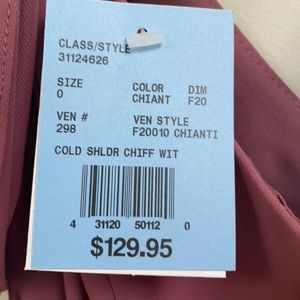 CLASS/STYLE
31124626
SIZE COLOR DIM
0 CHIANT F20
VEN # VEN STYLE
298 F20010 CHIANTI
COLD SHLDR CHIFF WIT
4 31120 50112 0
$129.95